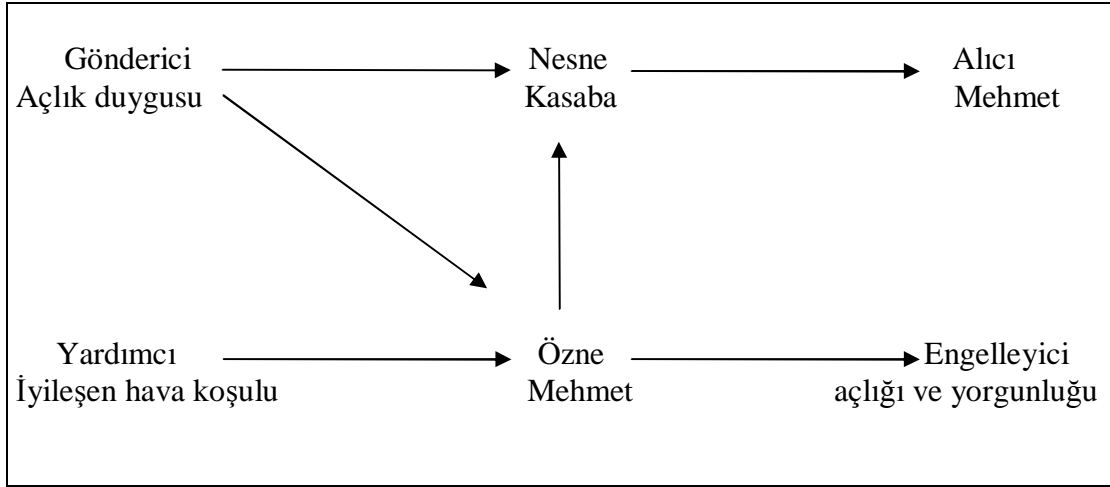 Gönderici Nesne Alıcı
Açlık duygusu Kasaba Mehmet
Yardımcı Özne Engelleyici
İyileşen hava koşulu Mehmet açlığı ve yorgunluğu